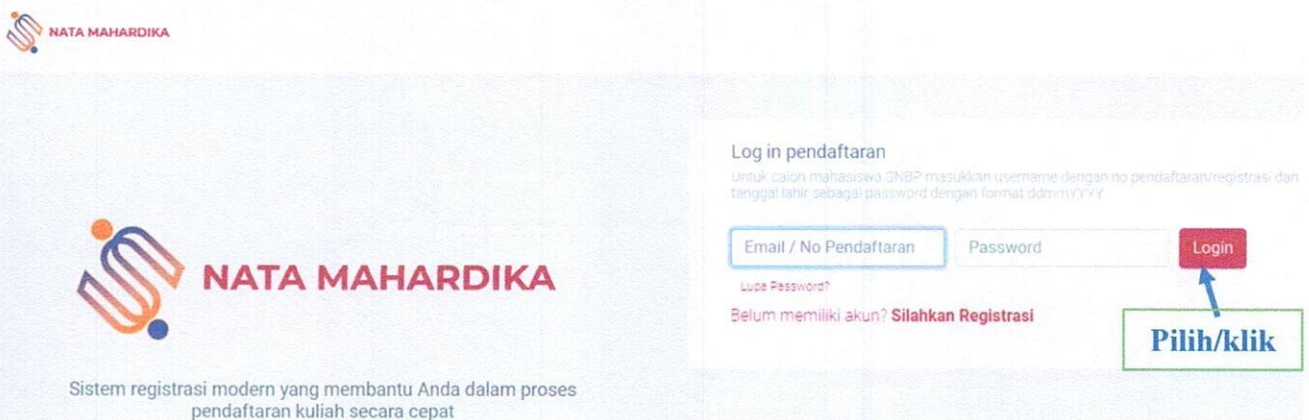 NATA MAHARDIKA
Log in pendaftaran
Untuk calon mahasiswa SNBP masukkan username dengan no pendaftaran/registrasi dan
tanggal lahir sebagai password dengan format ddmmYYYY
Email / No Pendaftaran
Password
Login
Lupa Password?
Belum memiliki akun? Silahkan Registrasi
Pilih/klik
NATA MAHARDIKA
Sistem registrasi modern yang membantu Anda dalam proses
pendaftaran kuliah secara cepat